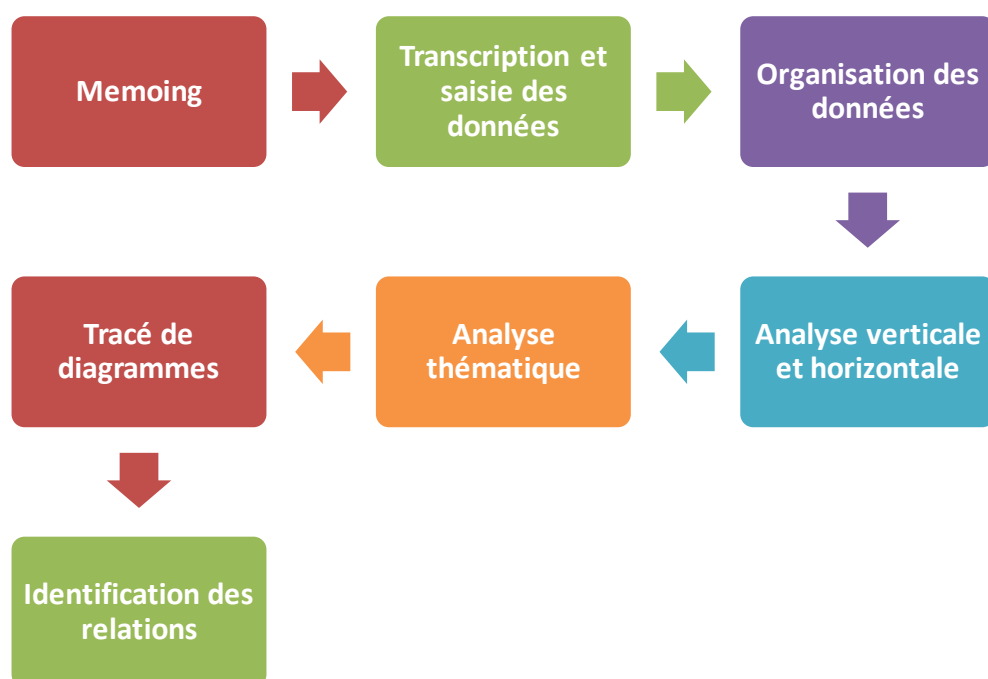 Memoing
Transcription et
saisie des
données
Organisation des
données
Analyse verticale
et horizontale
Analyse
thématique
Tracé de
diagrammes
Identification des
relations